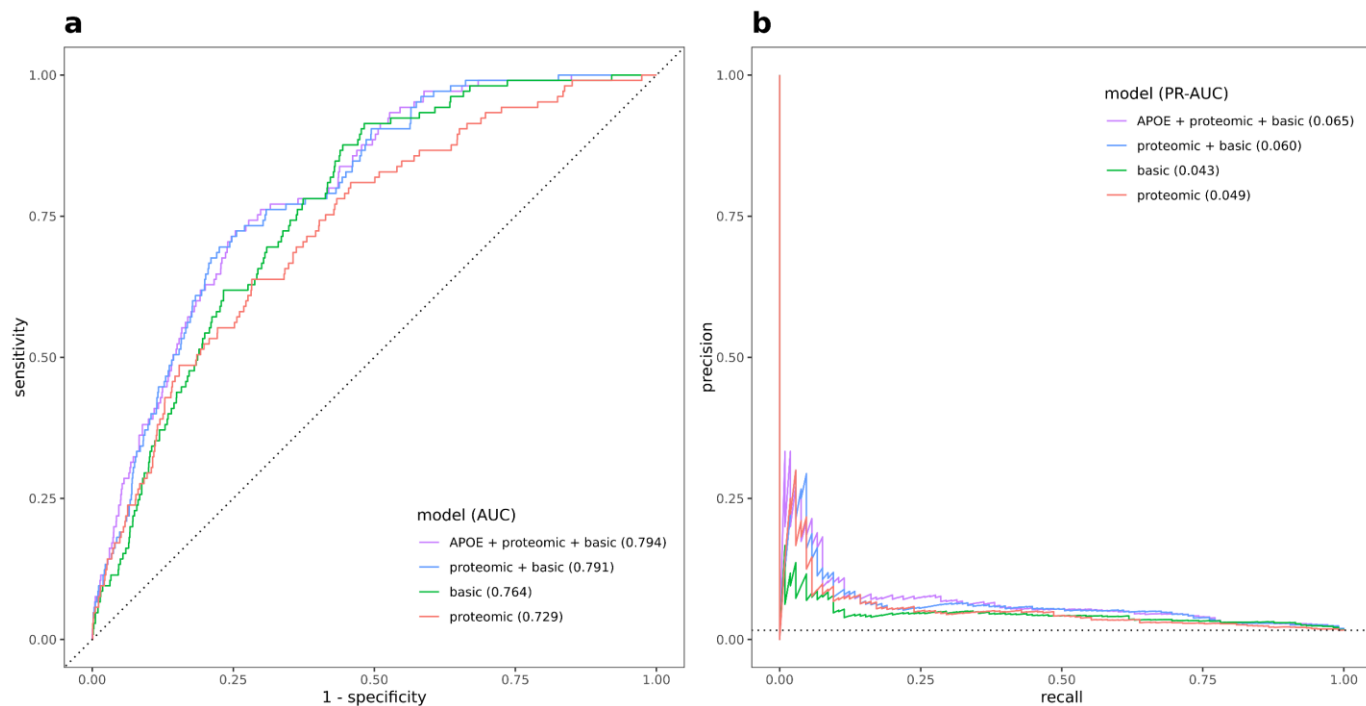 a
1.00
0.75
0.50
0.25
0.00
sensitivity
model (AUC)
APOE + proteomic + basic (0.794)
proteomic + basic (0.791)
basic (0.764)
proteomic (0.729)
0.00 0.25 0.50 0.75 1.00
1 - specificity
b
1.00
0.75
0.50
0.25
0.00
precision
model (PR-AUC)
APOE + proteomic + basic (0.065)
proteomic + basic (0.060)
basic (0.043)
proteomic (0.049)
0.00 0.25 0.50 0.75 1.00
recall